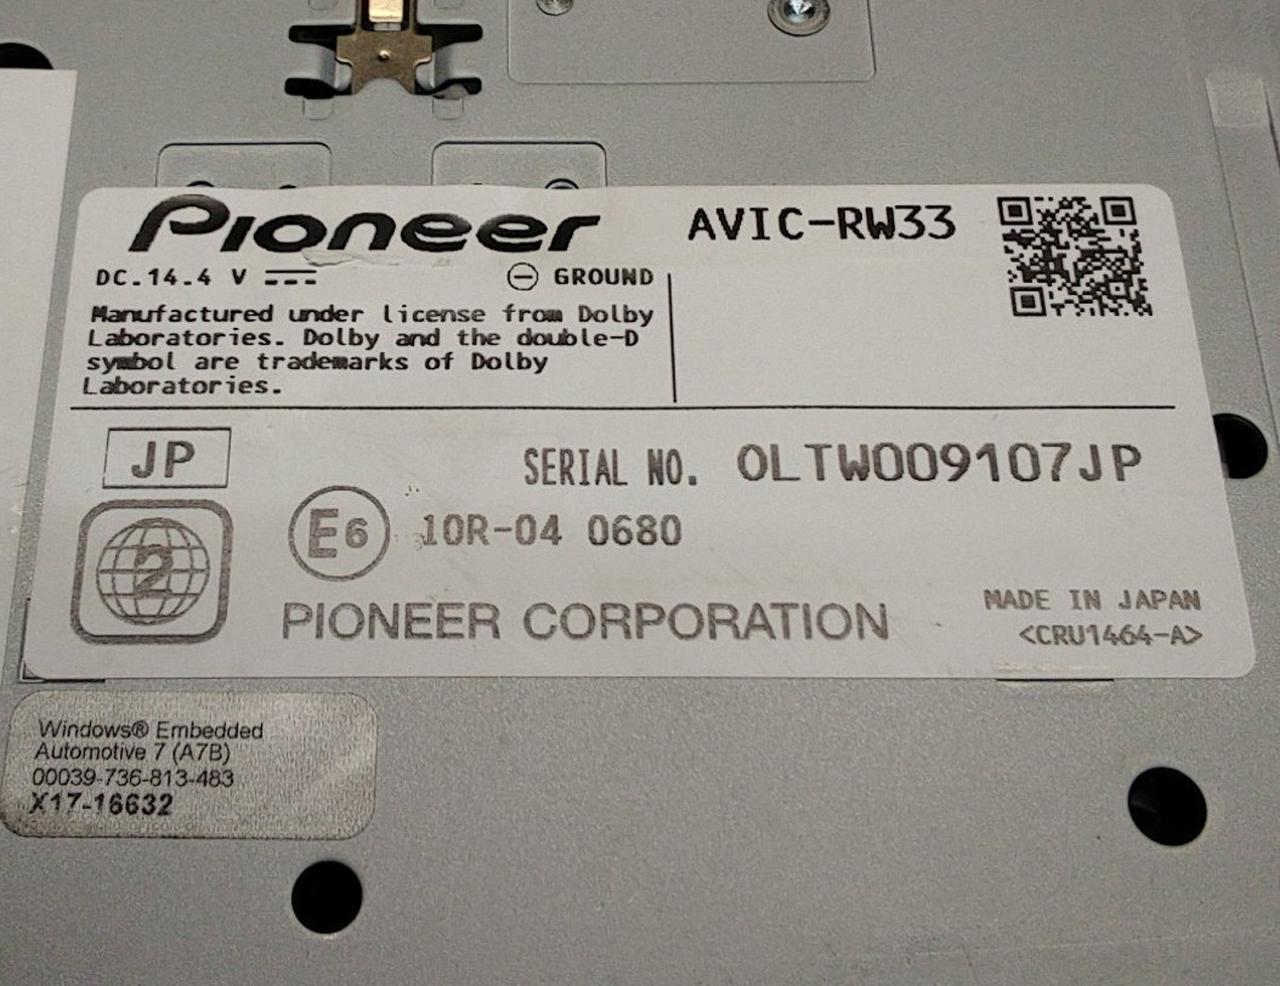 Pioneer AVIC-RW33
DC.14.4 V ⎓ ⊖ GROUND
Manufactured under license from Dolby
Laboratories. Dolby and the double-D
symbol are trademarks of Dolby
Laboratories.
JP
SERIAL NO. OLTW009107JP
2
E6 10R-04 0680
PIONEER CORPORATION
MADE IN JAPAN
<CRU1464-A>
Windows® Embedded
Automotive 7 (A7B)
00039-736-813-483
X17-16632